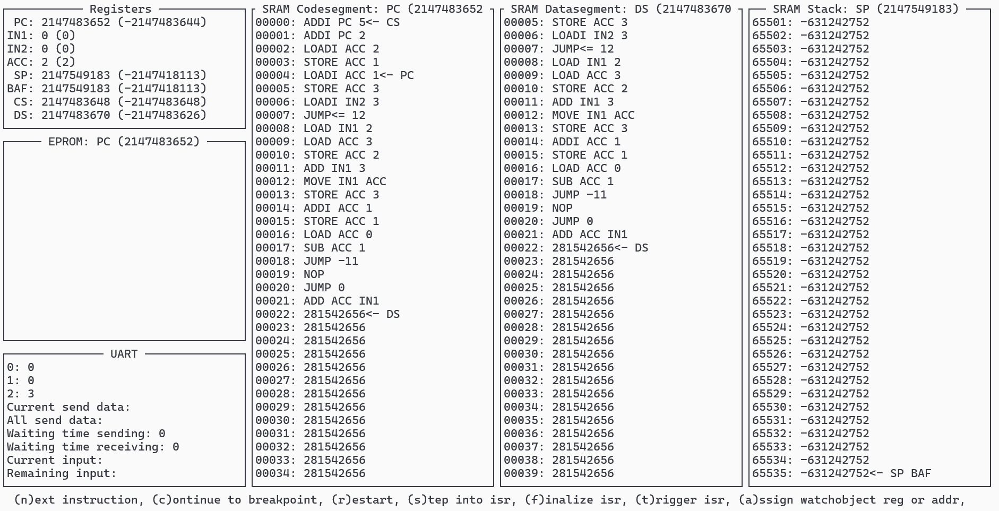 Registers
PC: 2147483652 (-2147483644)
IN1: 0 (0)
IN2: 0 (0)
ACC: 2 (2)
SP: 2147549183 (-2147418113)
BAF: 2147549183 (-2147418113)
CS: 2147483648 (-2147483648)
DS: 2147483670 (-2147483626)
EPROM: PC (2147483652)
UART
0: 0
1: 0
2: 3
Current send data:
All send data:
Waiting time sending: 0
Waiting time receiving: 0
Current input:
Remaining input:
SRAM Codesegment: PC (2147483652
00000: ADDI PC 5<- CS
00001: ADDI PC 2
00002: LOADI ACC 2
00003: STORE ACC 1
00004: LOADI ACC 1<- PC
00005: STORE ACC 3
00006: LOADI IN2 3
00007: JUMP<= 12
00008: LOAD IN1 2
00009: LOAD ACC 3
00010: STORE ACC 2
00011: ADD IN1 3
00012: MOVE IN1 ACC
00013: STORE ACC 3
00014: ADDI ACC 1
00015: STORE ACC 1
00016: LOAD ACC 0
00017: SUB ACC 1
00018: JUMP -11
00019: NOP
00020: JUMP 0
00021: ADD ACC IN1
00022: 281542656<- DS
00023: 281542656
00024: 281542656
00025: 281542656
00026: 281542656
00027: 281542656
00028: 281542656
00029: 281542656
00030: 281542656
00031: 281542656
00032: 281542656
00033: 281542656
00034: 281542656
SRAM Datasegment: DS (2147483670
00005: STORE ACC 3
00006: LOADI IN2 3
00007: JUMP<= 12
00008: LOAD IN1 2
00009: LOAD ACC 3
00010: STORE ACC 2
00011: ADD IN1 3
00012: MOVE IN1 ACC
00013: STORE ACC 3
00014: ADDI ACC 1
00015: STORE ACC 1
00016: LOAD ACC 0
00017: SUB ACC 1
00018: JUMP -11
00019: NOP
00020: JUMP 0
00021: ADD ACC IN1
00022: 281542656<- DS
00023: 281542656
00024: 281542656
00025: 281542656
00026: 281542656
00027: 281542656
00028: 281542656
00029: 281542656
00030: 281542656
00031: 281542656
00032: 281542656
00033: 281542656
00034: 281542656
00035: 281542656
00036: 281542656
00037: 281542656
00038: 281542656
00039: 281542656
SRAM Stack: SP (2147549183)
65501: -631242752
65502: -631242752
65503: -631242752
65504: -631242752
65505: -631242752
65506: -631242752
65507: -631242752
65508: -631242752
65509: -631242752
65510: -631242752
65511: -631242752
65512: -631242752
65513: -631242752
65514: -631242752
65515: -631242752
65516: -631242752
65517: -631242752
65518: -631242752
65519: -631242752
65520: -631242752
65521: -631242752
65522: -631242752
65523: -631242752
65524: -631242752
65525: -631242752
65526: -631242752
65527: -631242752
65528: -631242752
65529: -631242752
65530: -631242752
65531: -631242752
65532: -631242752
65533: -631242752
65534: -631242752
65535: -631242752<- SP BAF
(n)ext instruction, (c)ontinue to breakpoint, (r)estart, (s)tep into isr, (f)inalize isr, (t)rigger isr, (a)ssign watchobject reg or addr,